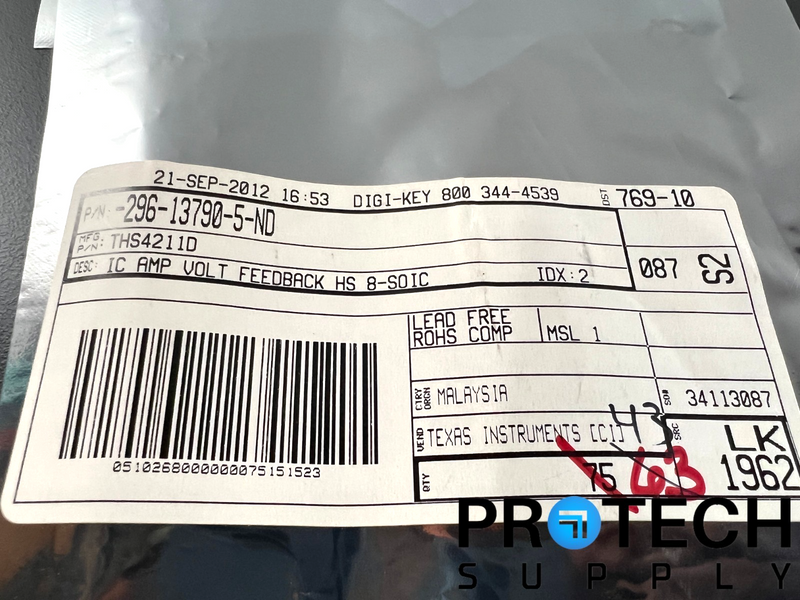 21-SEP-2012 16:53 DIGI-KEY 800 344-4539 DST 769-10
P/N: -296-13790-5-ND
MFG P/N: THS4211D
DESC: IC AMP VOLT FEEDBACK HS 8-SOIC IDX:2
087 S2
LEAD FREE
ROHS COMP MSL 1
CTRY ORGN MALAYSIA SO# 34113087
VEND TEXAS INSTRUMENTS [CI] 43 SRC LK
QTY 75 63 1962
05102680000000075151523
PROTECH
SUPPLY